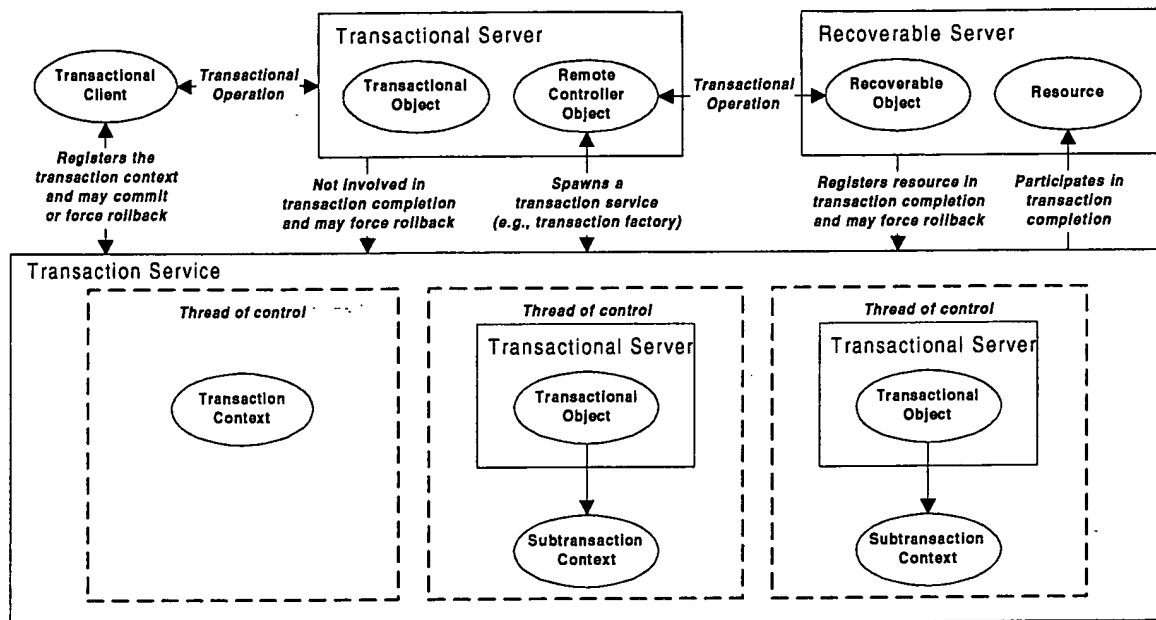 Transactional Server
Recoverable Server
Transactional
Client
Transactional
Operation
Transactional
Object
Remote
Controller
Object
Transactional
Operation
Recoverable
Object
Resource
Registers the
transaction context
and may commit
or force rollback
Not involved in
transaction completion
and may force rollback
Spawns a
transaction service
(e.g., transaction factory)
Registers resource in
transaction completion
and may force rollback
Participates in
transaction
completion
Transaction Service
Thread of control
Transaction
Context
Thread of control
Transactional Server
Transactional
Object
Subtransaction
Context
Thread of control
Transactional Server
Transactional
Object
Subtransaction
Context